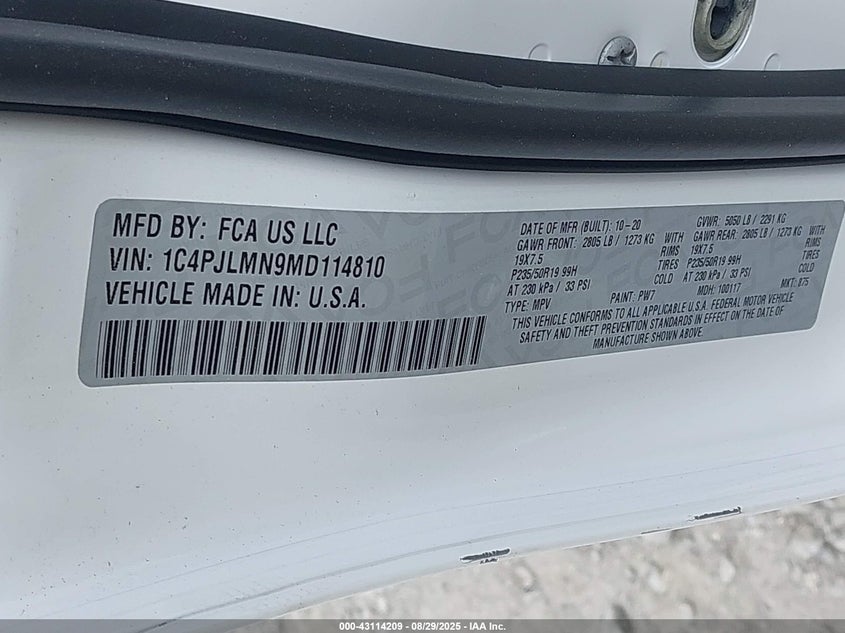 MFD BY: FCA US LLC
VIN: 1C4PJLMN9MD114810
VEHICLE MADE IN: U.S.A.
DATE OF MFR (BUILT): 10-20 GVWR: 5050 LB / 2291 KG
GAWR FRONT: 2805 LB / 1273 KG WITH GAWR REAR: 2805 LB / 1273 KG WITH
19X7.5 RIMS 19X7.5 RIMS
P235/50R19 99H TIRES P235/50R19 99H TIRES
AT 230 kPa / 33 PSI COLD AT 230 kPa / 33 PSI COLD
TYPE: MPV PAINT: PW7 MDH: 100117 MKT: 875
THIS VEHICLE CONFORMS TO ALL APPLICABLE U.S.A. FEDERAL MOTOR VEHICLE
SAFETY AND THEFT PREVENTION STANDARDS IN EFFECT ON THE DATE OF
MANUFACTURE SHOWN ABOVE.
000-43114209 | 08/29/2025 - IAA Inc.